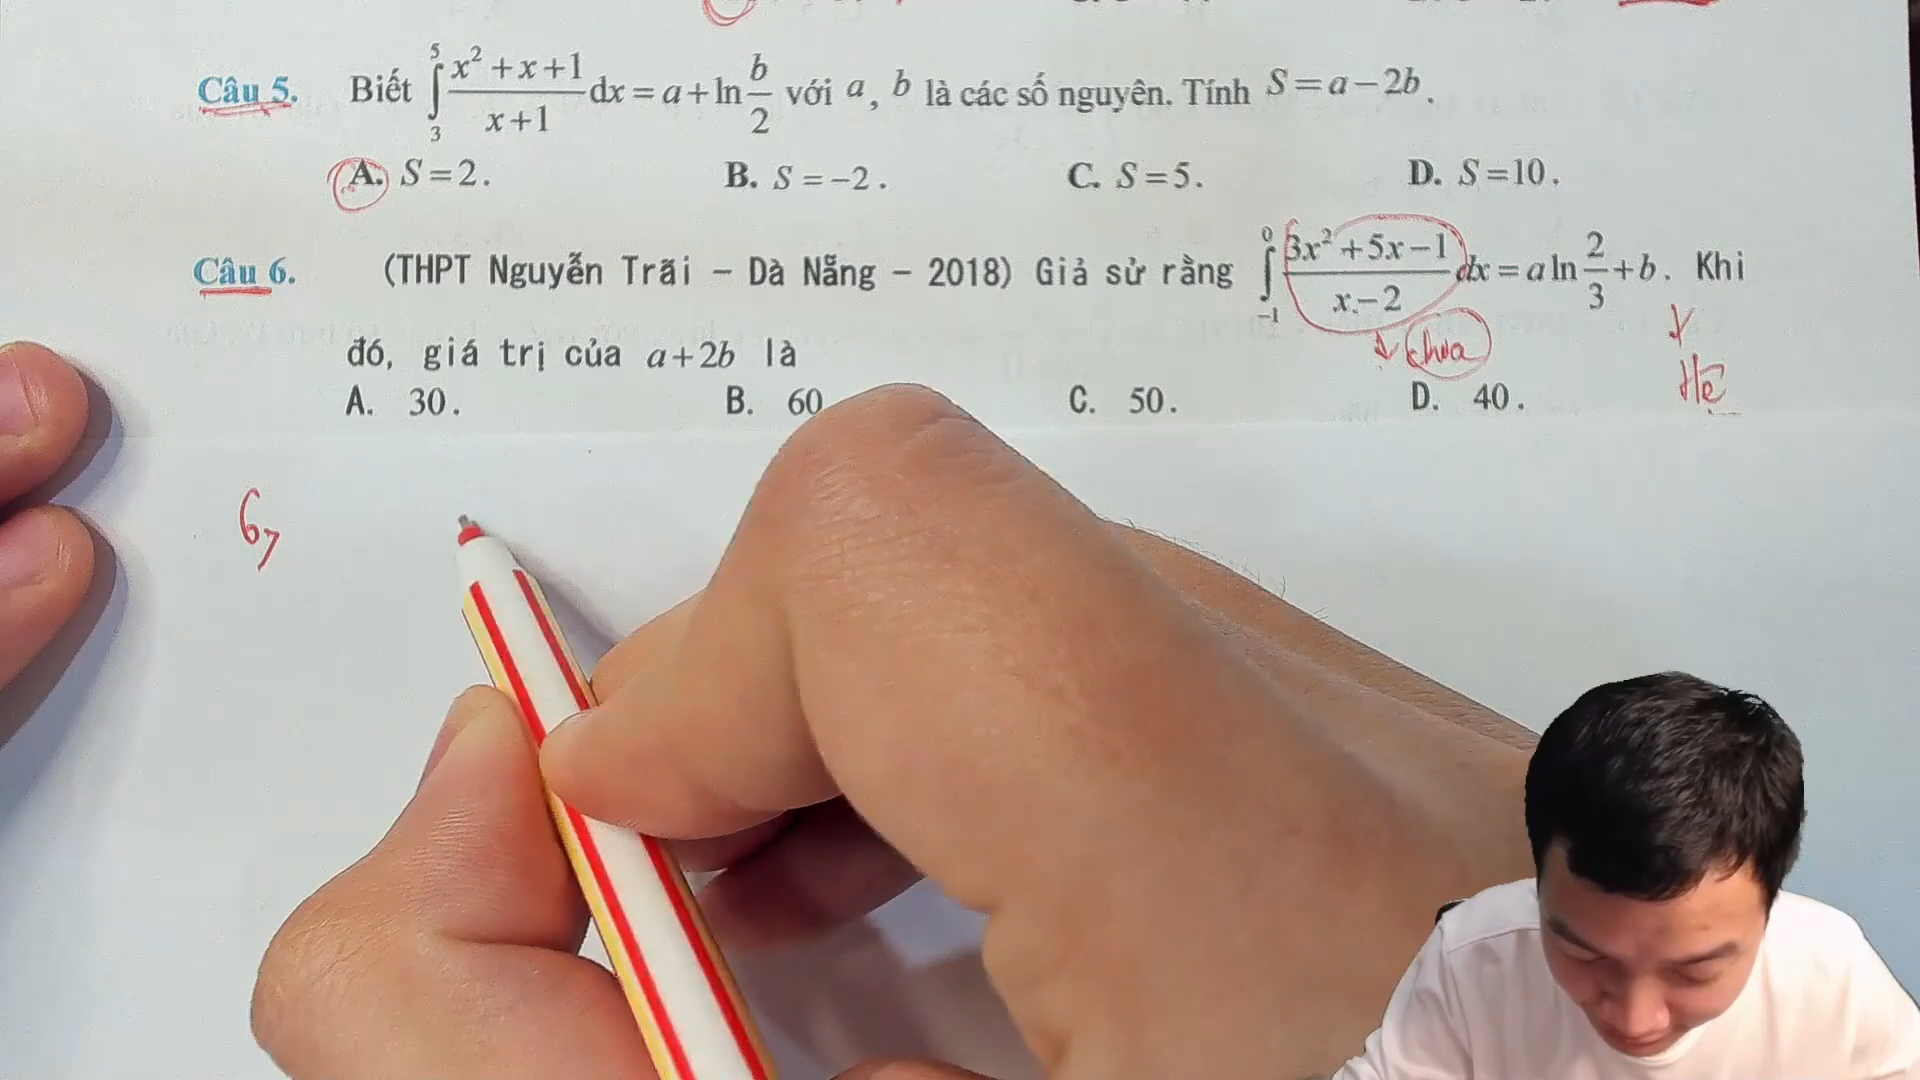 Câu 5. Biết ∫₃⁵ (x² + x + 1)/(x + 1) dx = a + ln b/2 với a, b là các số nguyên. Tính S = a − 2b.
A. S = 2. B. S = −2. C. S = 5. D. S = 10.
Câu 6. (THPT Nguyễn Trãi - Dà Nẵng - 2018) Giả sử rằng ∫₋₁⁰ (3x² + 5x − 1)/(x − 2) dx = a ln 2/3 + b. Khi
đó, giá trị của a + 2b là
chưa
A. 30. B. 60 C. 50. D. 40.
Hệ
6,